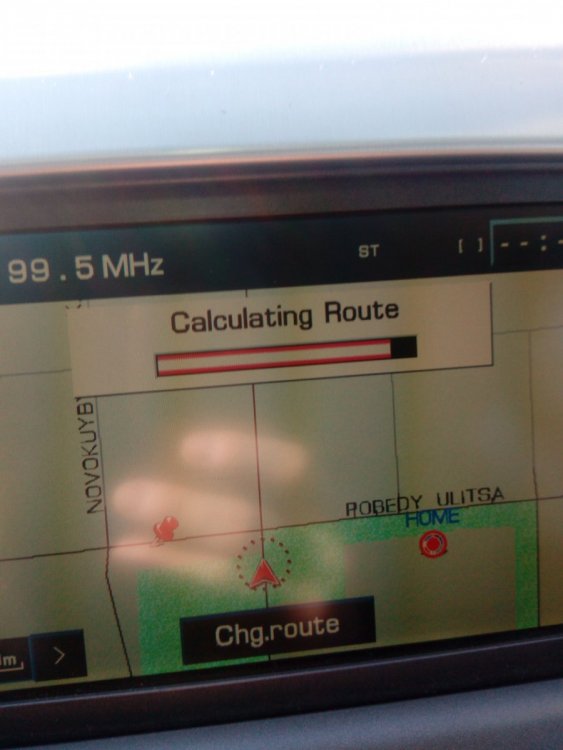 99.5 MHz
ST
[ ]
--:-
Calculating Route
NOVOKUYB
POBEDY ULITSA
HOME
Chg.route
m
>